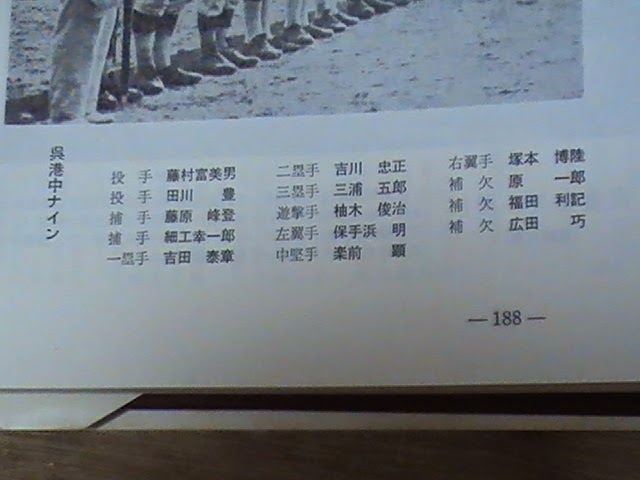 呉港中ナイン
投手 藤村富美男
投手 田川 豊
捕手 藤原 峰登
捕手 細工幸一郎
一塁手 吉田 泰章
二塁手 吉川 忠正
三塁手 三浦 五郎
遊撃手 柚木 俊治
左翼手 保手浜 明
中堅手 楽前 顕
右翼手 塚本 博陸
補欠 原 一郎
補欠 福田 利記
補欠 広田 巧
—188—